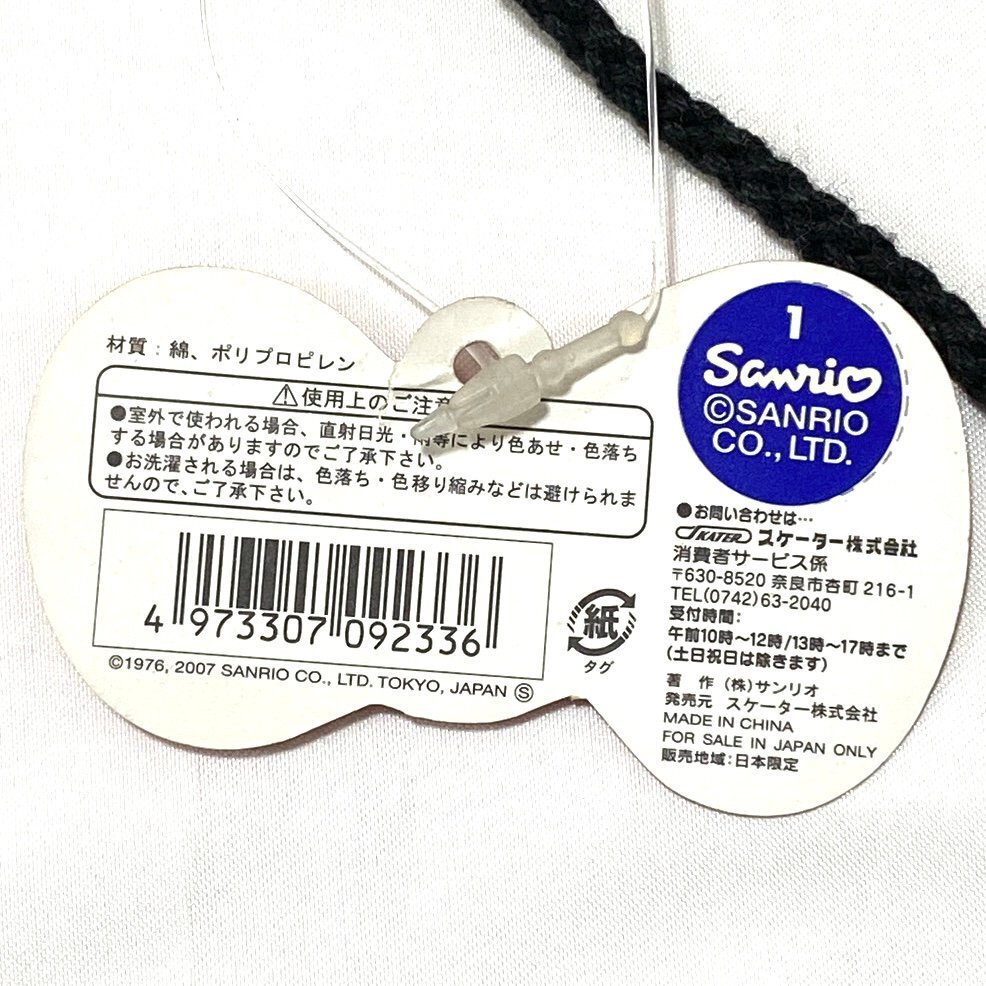 材質：綿、ポリプロピレン
⚠使用上のご注意
●室外で使われる場合、直射日光・雨等により色あせ・色落ち
する場合がありますのでご了承下さい。
●お洗濯される場合は、色落ち・色移り縮みなどは避けられま
せんので、ご了承下さい。
4 973307 092336
©1976, 2007 SANRIO CO., LTD. TOKYO, JAPAN Ⓢ
紙
タグ
1
Sanrio
©SANRIO
CO., LTD.
●お問い合わせは…
SKATER スケーター株式会社
消費者サービス係
〒630-8520 奈良市杏町 216-1
TEL(0742)63-2040
受付時間:
午前10時～12時/13時～17時まで
(土日祝日は除きます)
著　作 (株)サンリオ
発売元 スケーター株式会社
MADE IN CHINA
FOR SALE IN JAPAN ONLY
販売地域:日本限定